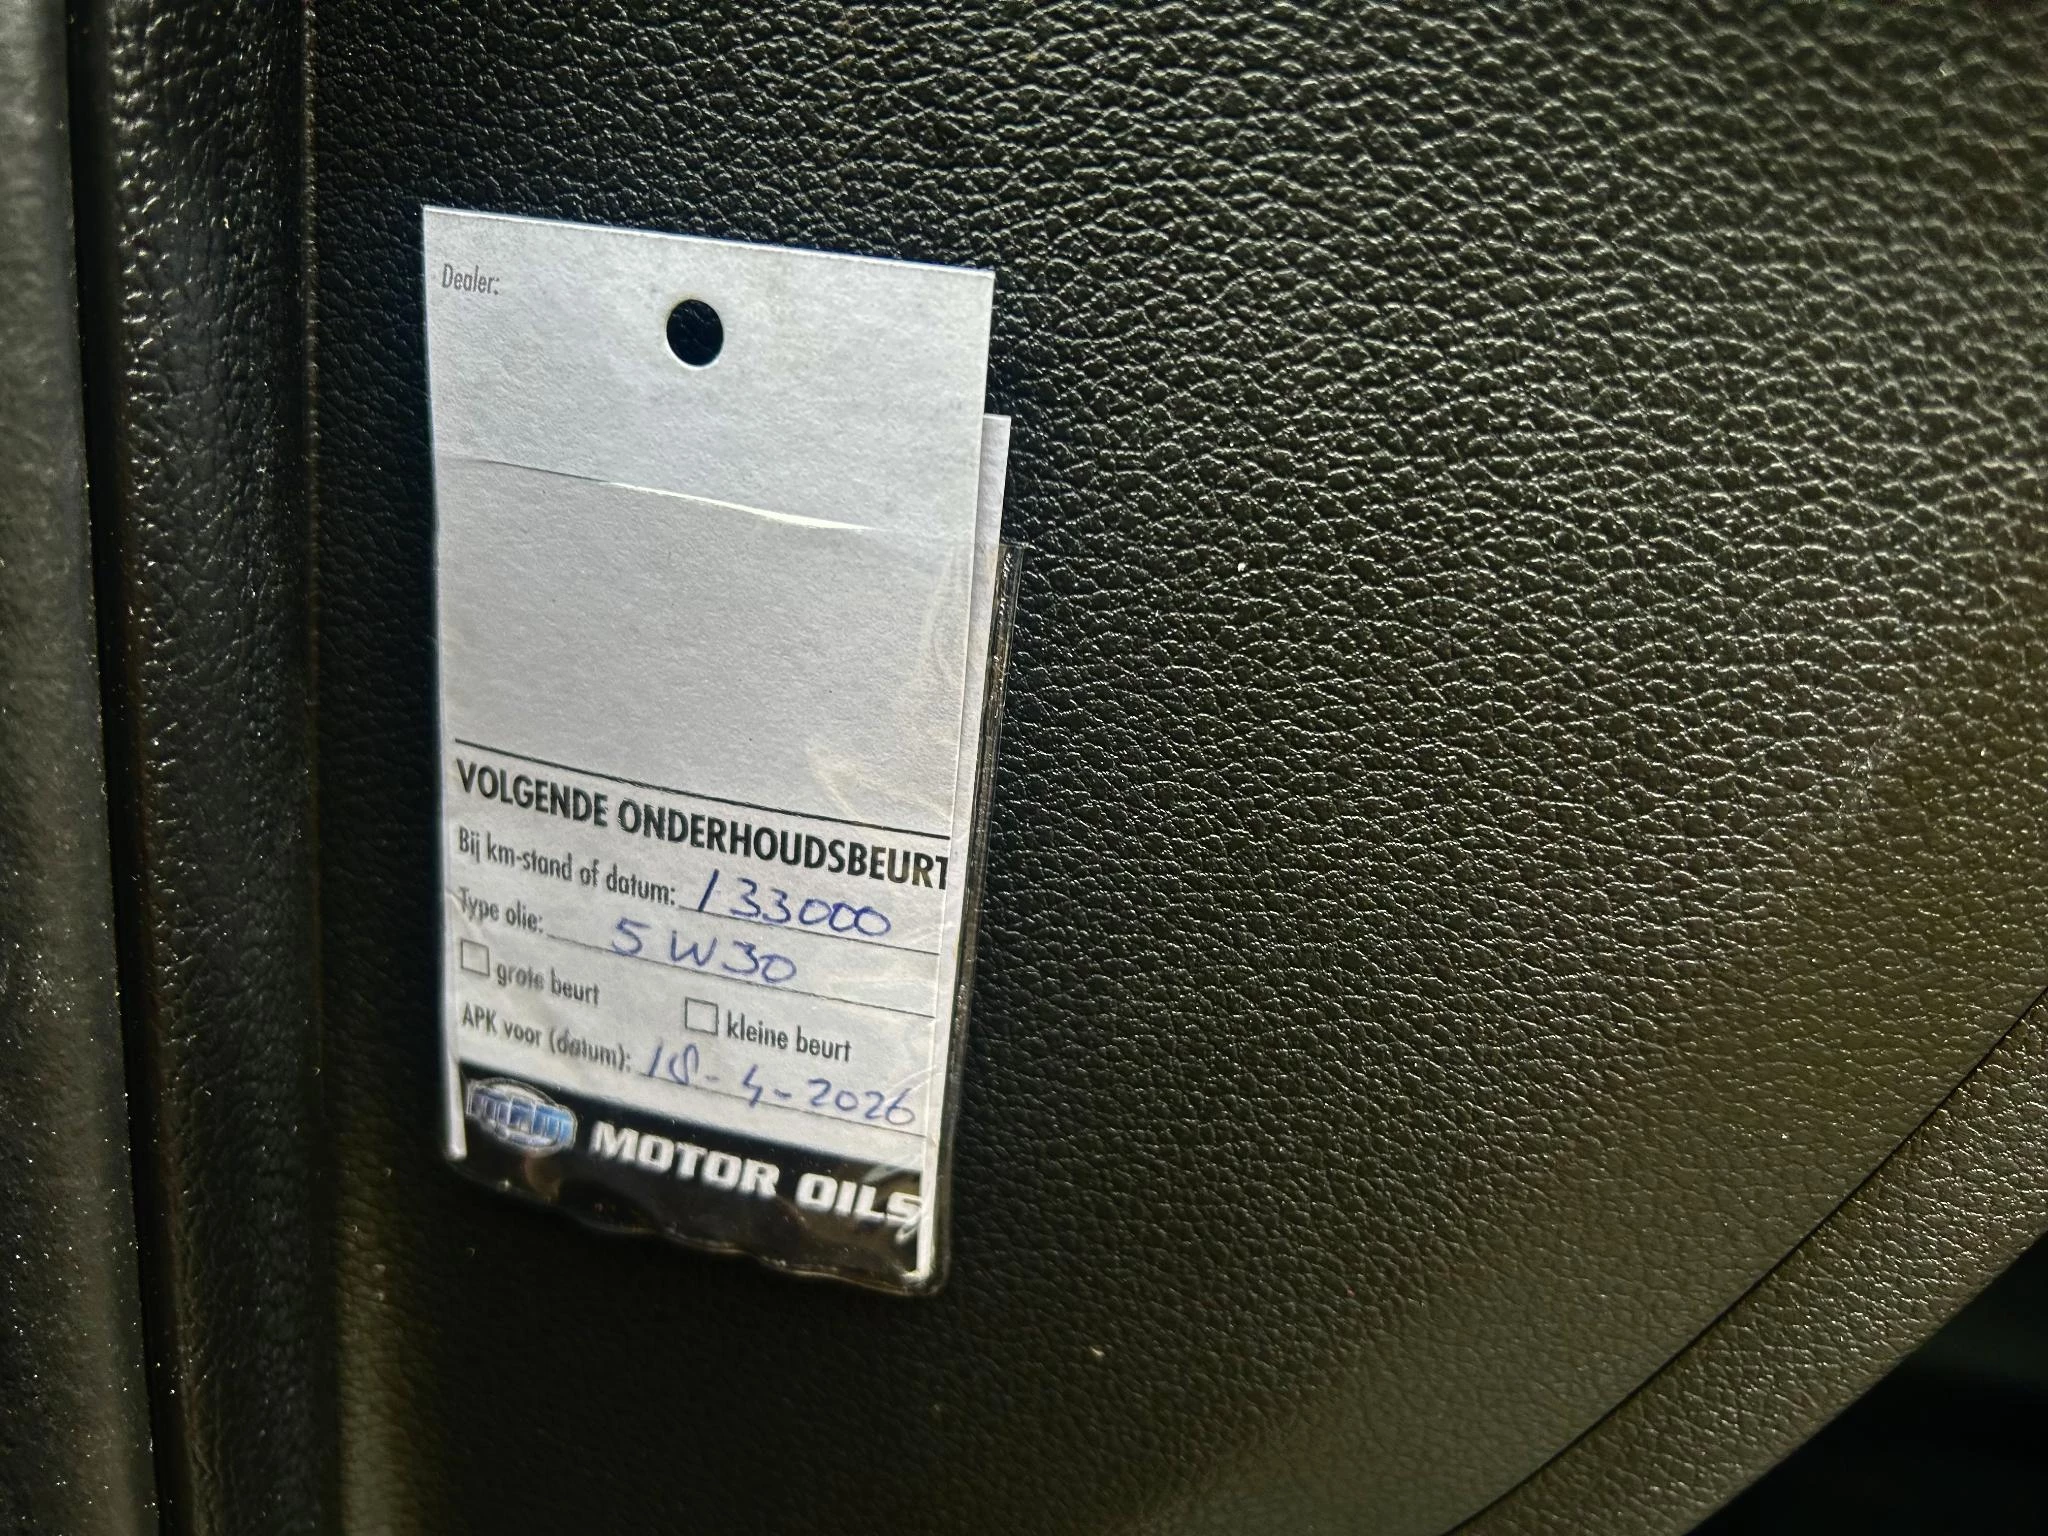 Dealer:
VOLGENDE ONDERHOUDSBEURT
Bij km-stand of datum: 133000
Type olie: 5W30
grote beurt kleine beurt
APK voor (datum): 18-4-2026
MOTOR OILS